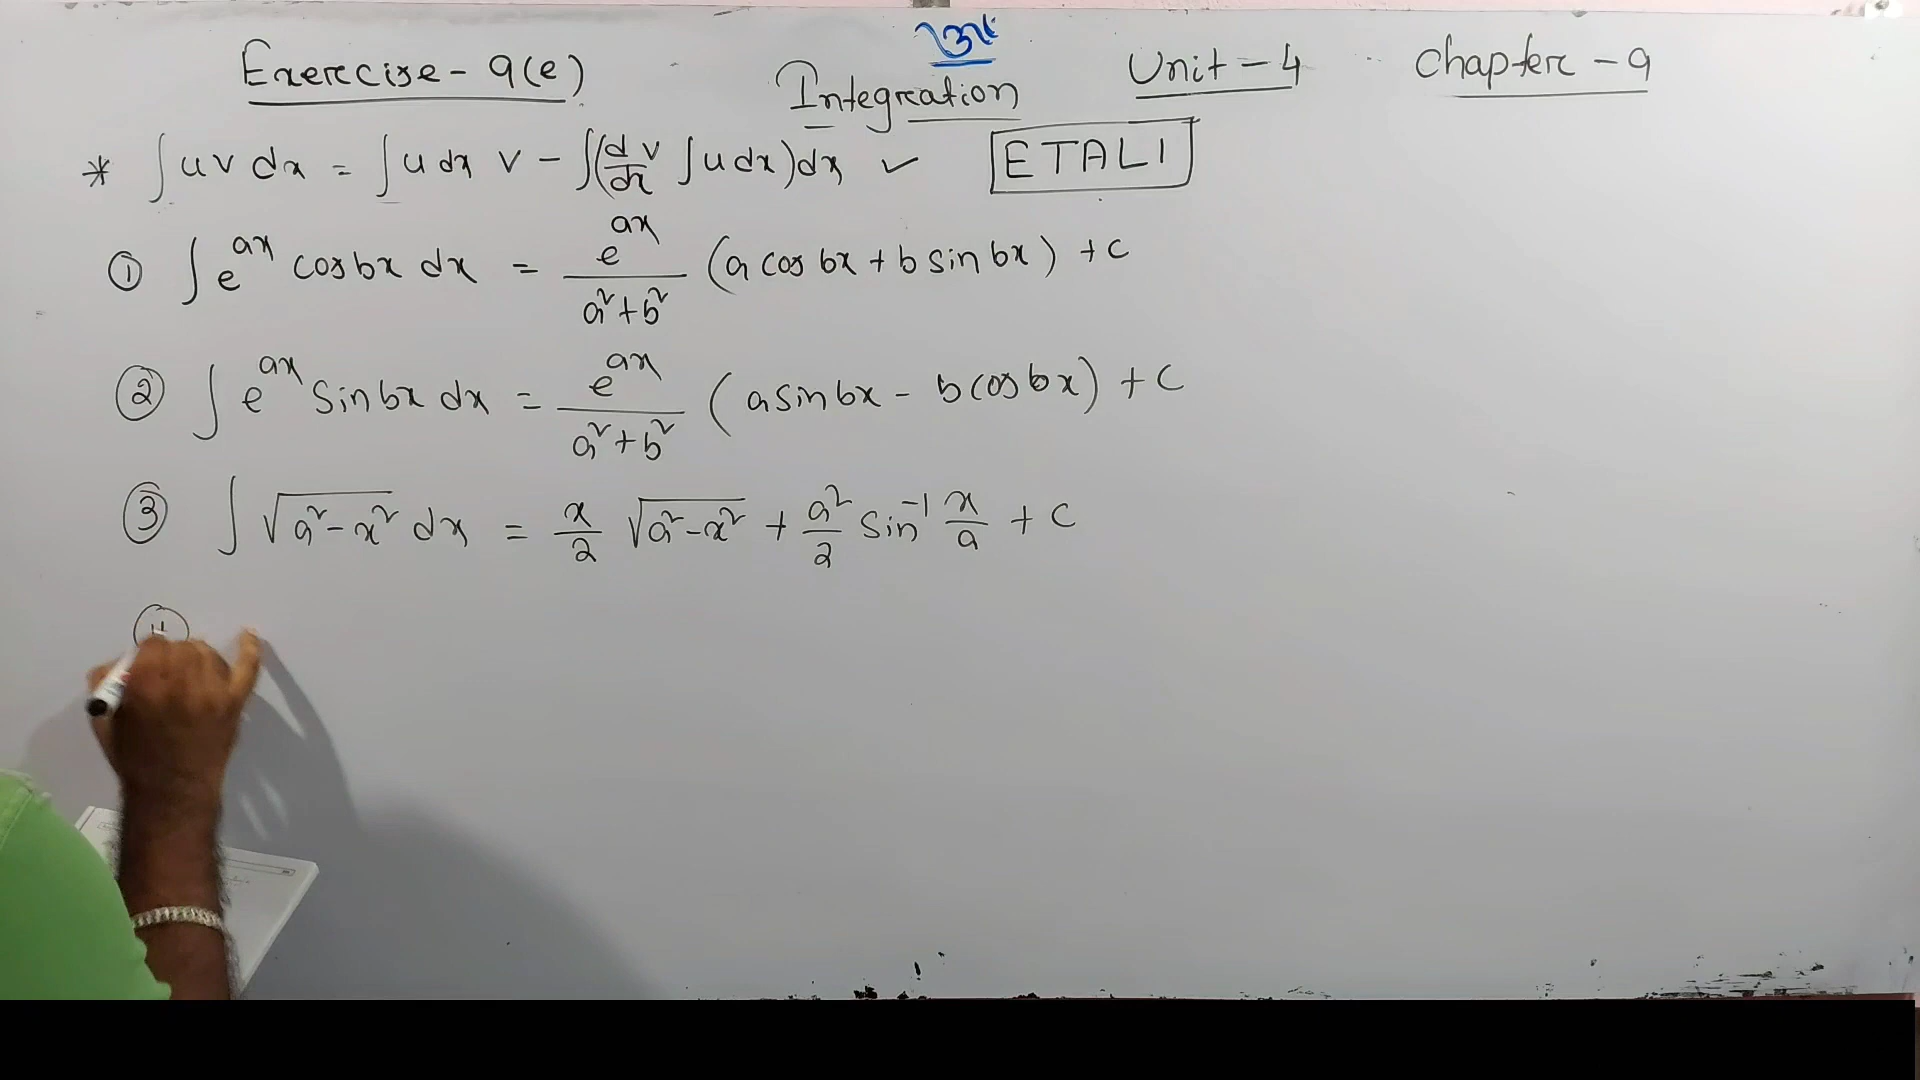 ଓଁ
Exercise - 9(e) Integration Unit - 4 Chapter - 9
* ∫ uv dx = ∫ u dx v - ∫(d/dx v ∫ u dx) dx ✓ ETALI
① ∫ e^ax cos bx dx = e^ax/(a²+b²) (a cos bx + b sin bx) + c
② ∫ e^ax sin bx dx = e^ax/(a²+b²) (a sin bx - b cos bx) + c
③ ∫ √(a²-x²) dx = x/2 √(a²-x²) + a²/2 sin⁻¹ x/a + c
④